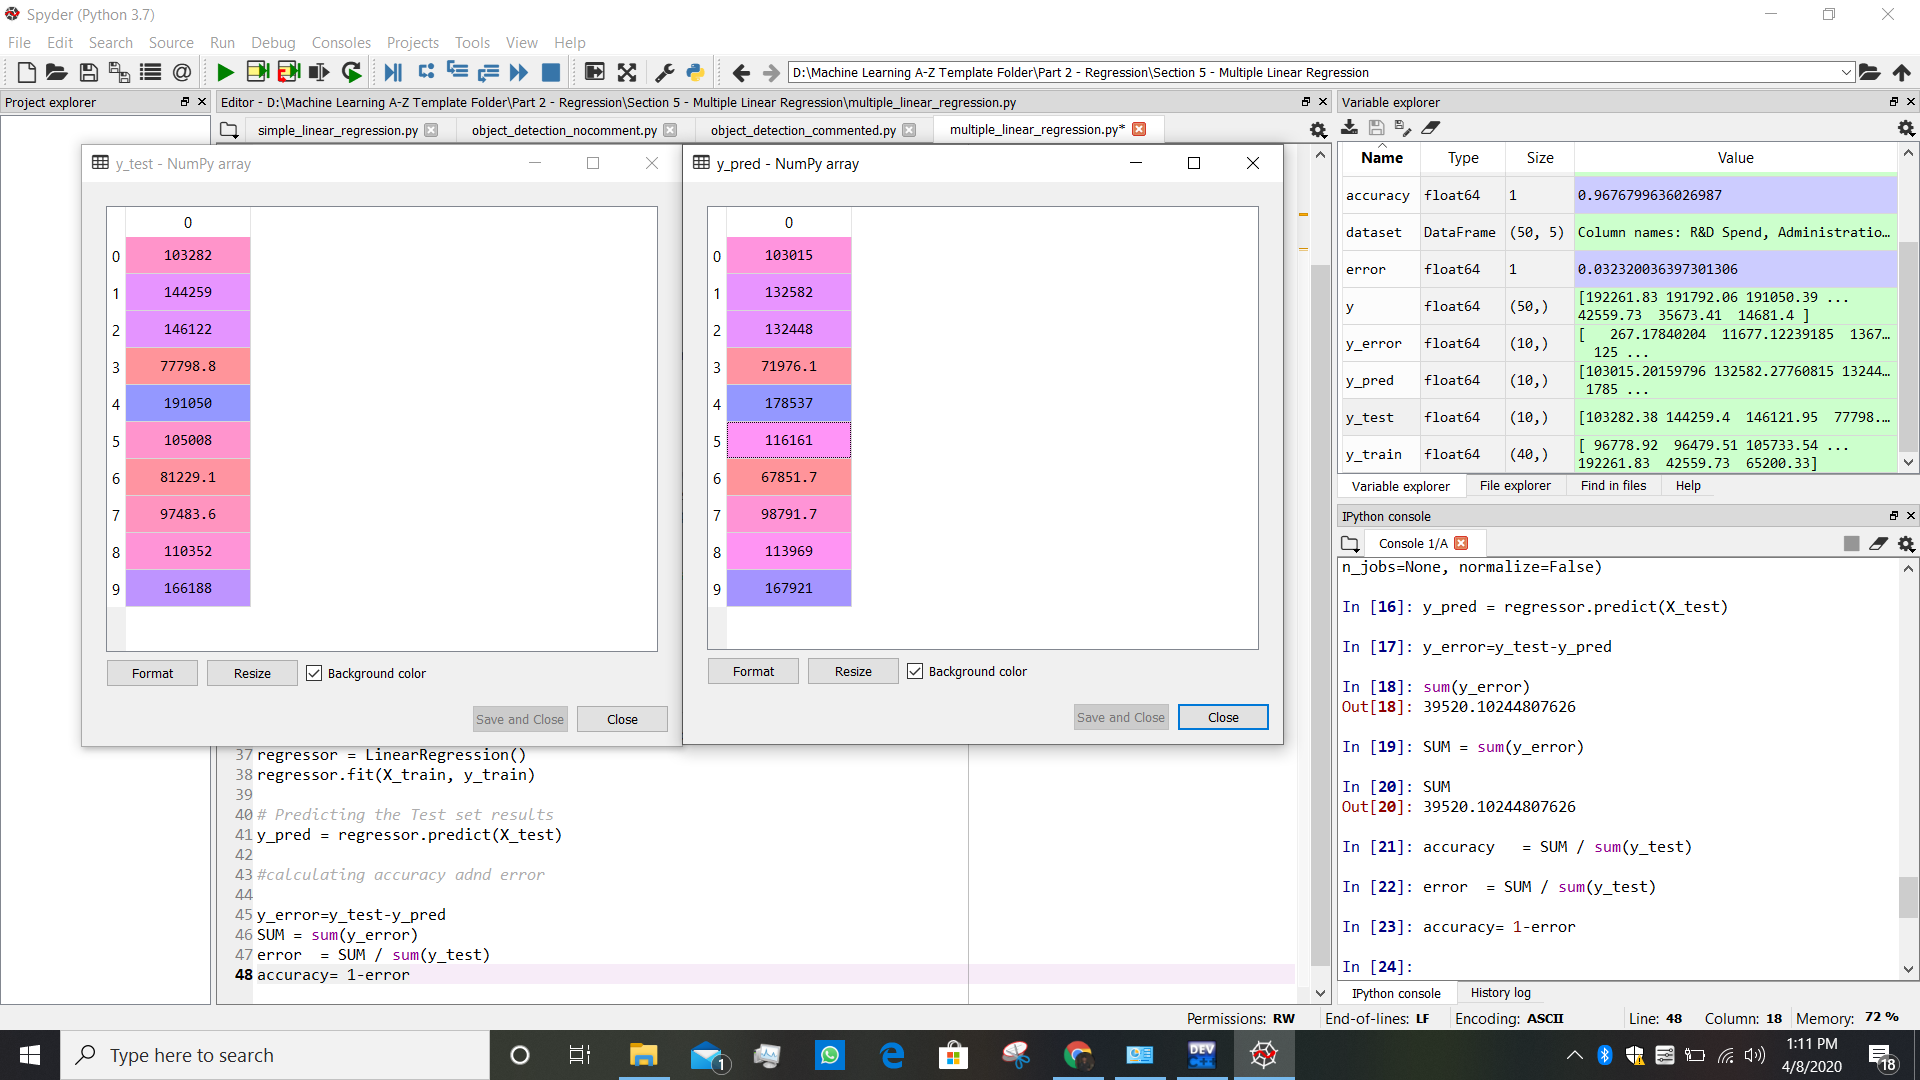 Spyder (Python 3.7)
File Edit Search Source Run Debug Consoles Projects Tools View Help
D:\Machine Learning A-Z Template Folder\Part 2 - Regression\Section 5 - Multiple Linear Regression
Project explorer
Editor - D:\Machine Learning A-Z Template Folder\Part 2 - Regression\Section 5 - Multiple Linear Regression\multiple_linear_regression.py
simple_linear_regression.py object_detection_nocomment.py object_detection_commented.py multiple_linear_regression.py*
y_test - NumPy array
0
0 103282
1 144259
2 146122
3 77798.8
4 191050
5 105008
6 81229.1
7 97483.6
8 110352
9 166188
Format Resize Background color
Save and Close Close
y_pred - NumPy array
0
0 103015
1 132582
2 132448
3 71976.1
4 178537
5 116161
6 67851.7
7 98791.7
8 113969
9 167921
Format Resize Background color
Save and Close Close
37 regressor = LinearRegression()
38 regressor.fit(X_train, y_train)
39
40 # Predicting the Test set results
41 y_pred = regressor.predict(X_test)
42
43 #calculating accuracy adnd error
44
45 y_error=y_test-y_pred
46 SUM = sum(y_error)
47 error  = SUM / sum(y_test)
48 accuracy= 1-error
Variable explorer
Name Type Size Value
accuracy float64 1 0.9676799636026987
dataset DataFrame (50, 5) Column names: R&D Spend, Administratio…
error float64 1 0.032320036397301306
y float64 (50,) [192261.83 191792.06 191050.39 ...
42559.73  35673.41  14681.4 ]
y_error float64 (10,) [   267.17840204  11677.12239185  1367…
125 ...
y_pred float64 (10,) [103015.20159796 132582.27760815 13244…
1785 ...
y_test float64 (10,) [103282.38 144259.4  146121.95  77798.…
y_train float64 (40,) [ 96778.92  96479.51 105733.54 ...
192261.83  42559.73  65200.33]
Variable explorer File explorer Find in files Help
IPython console
Console 1/A
n_jobs=None, normalize=False)
In [16]: y_pred = regressor.predict(X_test)
In [17]: y_error=y_test-y_pred
In [18]: sum(y_error)
Out[18]: 39520.10244807626
In [19]: SUM = sum(y_error)
In [20]: SUM
Out[20]: 39520.10244807626
In [21]: accuracy   = SUM / sum(y_test)
In [22]: error  = SUM / sum(y_test)
In [23]: accuracy= 1-error
In [24]:
IPython console History log
Permissions: RW End-of-lines: LF Encoding: ASCII Line: 48 Column: 18 Memory: 72 %
Type here to search
1
DEV
1:11 PM
4/8/2020
18